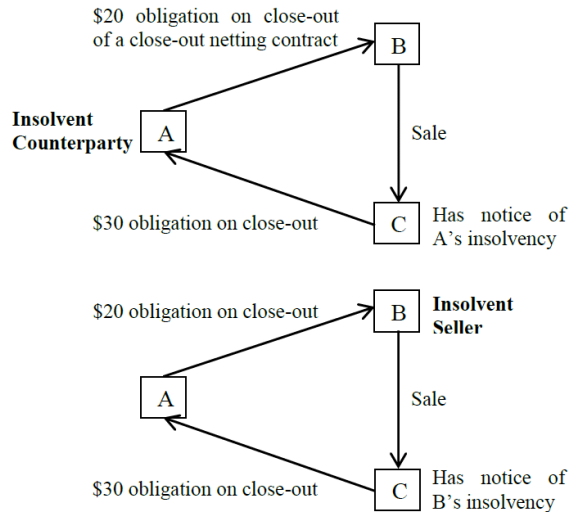 $20 obligation on close-out
of a close-out netting contract
B
Insolvent
Counterparty
A
Sale
$30 obligation on close-out
C
Has notice of
A's insolvency
$20 obligation on close-out
B
Insolvent
Seller
A
Sale
$30 obligation on close-out
C
Has notice of
B's insolvency